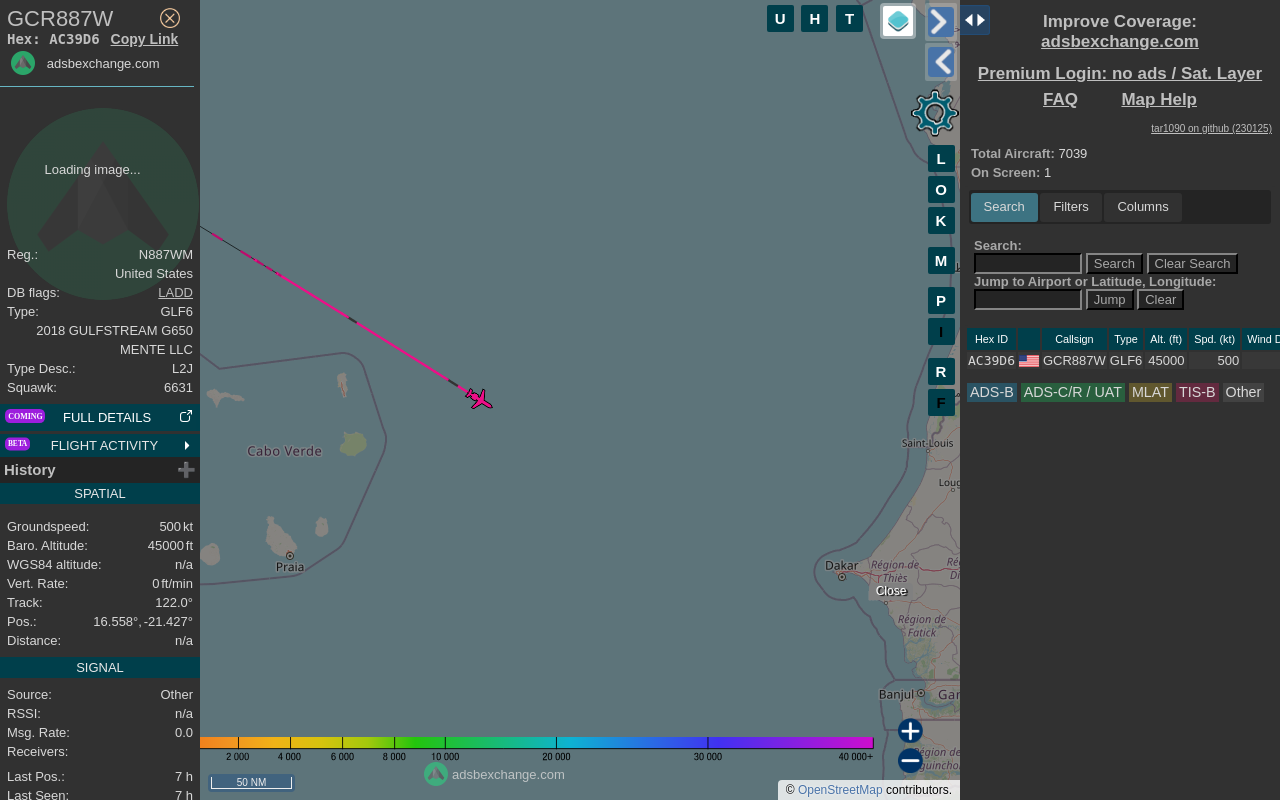 GCR887W
Hex: AC39D6 Copy Link
adsbexchange.com
Loading image...
Reg.: N887WM
United States
DB flags: LADD
Type: GLF6
2018 GULFSTREAM G650
MENTE LLC
Type Desc.: L2J
Squawk: 6631
COMING FULL DETAILS
BETA FLIGHT ACTIVITY
History
SPATIAL
Groundspeed: 500 kt
Baro. Altitude: 45000 ft
WGS84 altitude: n/a
Vert. Rate: 0 ft/min
Track: 122.0°
Pos.: 16.558°, -21.427°
Distance: n/a
SIGNAL
Source: Other
RSSI: n/a
Msg. Rate: 0.0
Receivers:
Last Pos.: 7 h
Last Seen: 7 h
U H T
L
O
K
M
P
I
R
F
Cabo Verde
Praia
Saint-Louis
Dakar
Région de
Thiès
Close
Région de
Fatick
Banjul
2 000 4 000 6 000 8 000 10 000 20 000 30 000 40 000+
50 NM
adsbexchange.com
© OpenStreetMap contributors.
Improve Coverage:
adsbexchange.com
Premium Login: no ads / Sat. Layer
FAQ Map Help
tar1090 on github (230125)
Total Aircraft: 7039
On Screen: 1
Search Filters Columns
Search:
Search Clear Search
Jump to Airport or Latitude, Longitude:
Jump Clear
Hex ID Callsign Type Alt. (ft) Spd. (kt) Wind D
AC39D6 GCR887W GLF6 45000 500
ADS-B ADS-C/R / UAT MLAT TIS-B Other